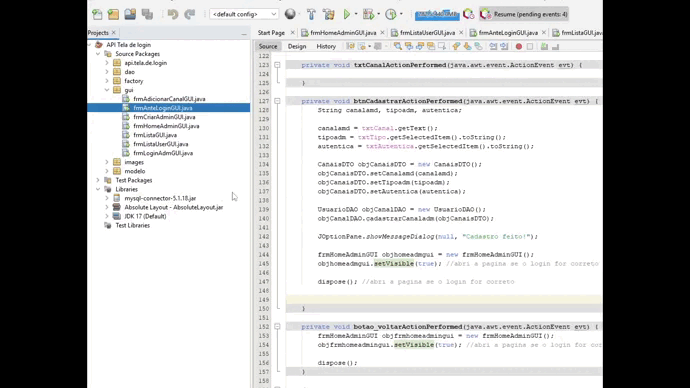 <default config>
Resume (pending events: 4)
Projects ×
Start Page ×
frmHomeAdminGUI.java ×
frmListaUserGUI.java ×
frmAnteLoginGUI.java ×
frmListaGUI.java
Source Design History
API Tela de login
Source Packages
api.tela.de.login
dao
factory
gui
frmAdicionarCanalGUI.java
frmAnteLoginGUI.java
frmCriarAdminGUI.java
frmHomeAdminGUI.java
frmListaGUI.java
frmListaUserGUI.java
frmLoginAdmGUI.java
images
modelo
Test Packages
Libraries
mysql-connector-5.1.18.jar
Absolute Layout - AbsoluteLayout.jar
JDK 17 (Default)
Test Libraries
122
123 private void txtCanalActionPerformed(java.awt.event.ActionEvent evt) {
125 }
126
127 private void btnCadastrarActionPerformed(java.awt.event.ActionEvent evt) {
128 String canalamd, tipoadm, autentica;
129
130 canalamd = txtCanal.getText();
131 tipoadm = txtTipo.getSelectedItem().toString();
132 autentica = txtAutentica.getSelectedItem().toString();
133
134 CanaisDTO objCanaisDTO = new CanaisDTO();
135 objCanaisDTO.setCanalamd(canalamd);
136 objCanaisDTO.setTipoadm(tipoadm);
137 objCanaisDTO.setAutentica(autentica);
138
139 UsuarioDAO objCanalDAO = new UsuarioDAO();
140 objCanalDAO.cadastrarCanaladm(objCanaisDTO);
141
142 JOptionPane.showMessageDialog(null, "Cadastro feito!");
143
144 frmHomeAdminGUI objhomeadmgui = new frmHomeAdminGUI();
145 objhomeadmgui.setVisible(true); //abri a pagina se o login for correto
146
147 dispose(); //abri a pagina se o login for correto
148
149
150 }
151
152 private void botao_voltarActionPerformed(java.awt.event.ActionEvent evt) {
153 frmHomeAdminGUI objfrmhomeadmingui = new frmHomeAdminGUI();
154 objfrmhomeadmingui.setVisible(true); //abri a pagina se o login for cor
155
156 dispose();
157 }
158